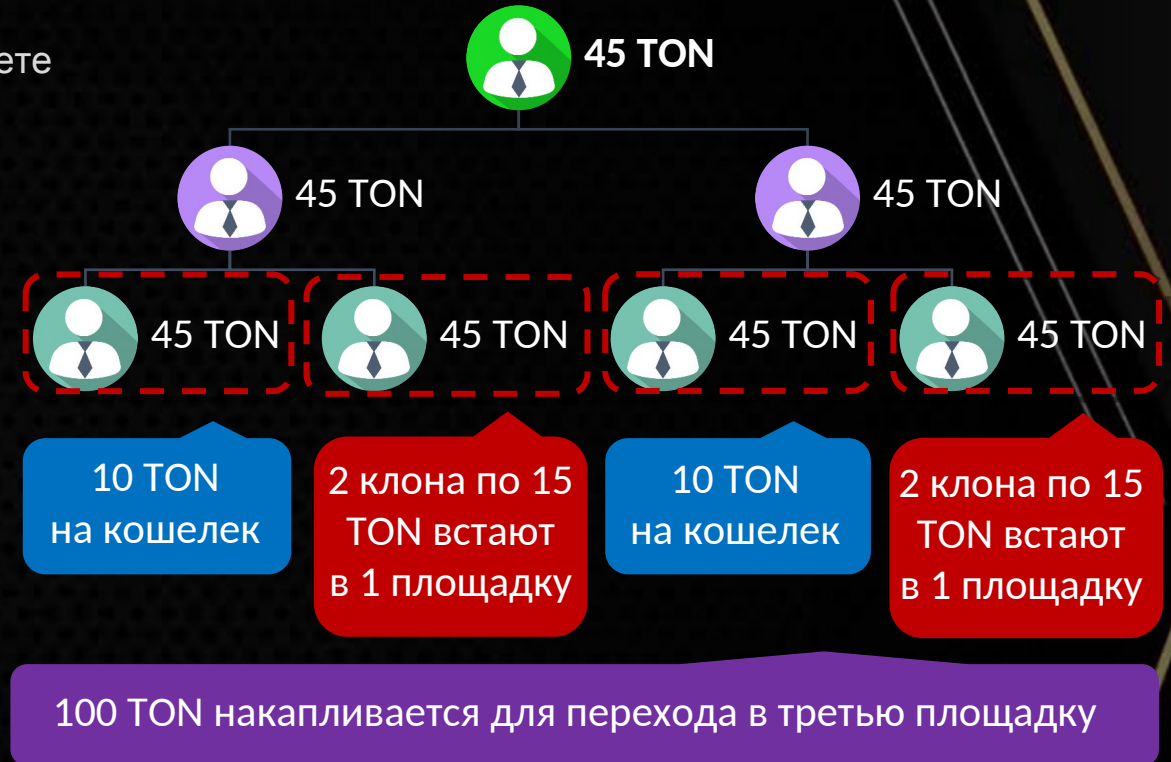 45 TON
ете
45 TON
45 TON
45 TON
45 TON
45 TON
45 TON
10 TON
на кошелек
2 клона по 15
TON встают
в 1 площадку
10 TON
на кошелек
2 клона по 15
TON встают
в 1 площадку
100 TON накапливается для перехода в третью площадку